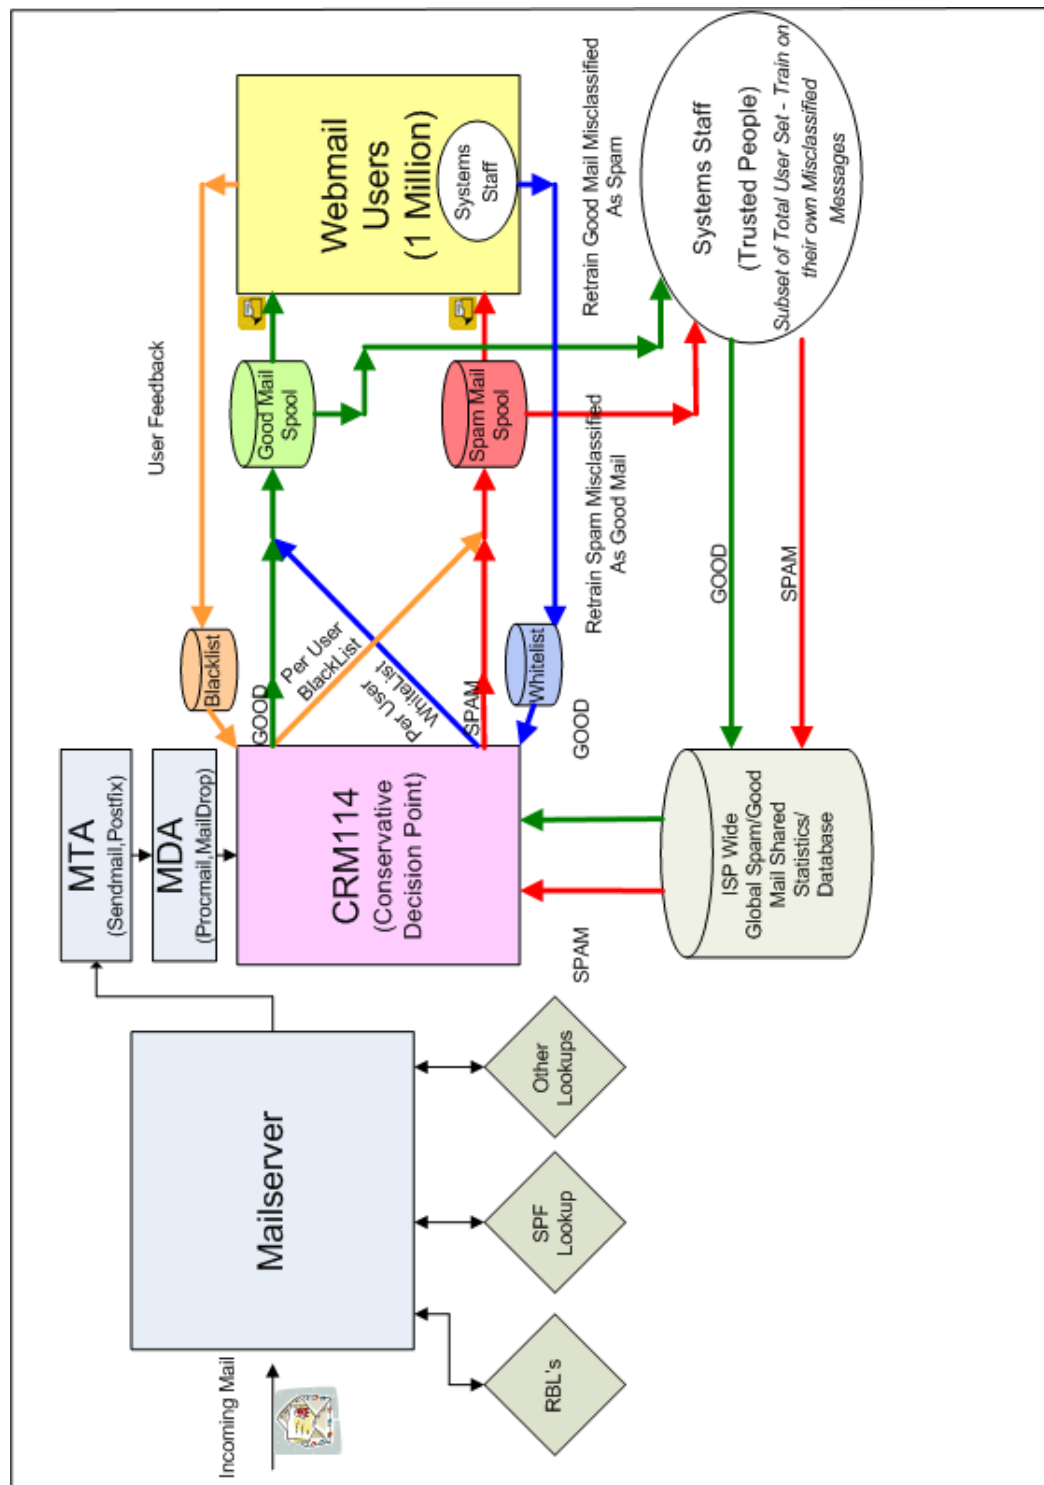 Incoming Mail
Mailserver
RBL's
SPF
Lookup
Other
Lookups
MTA
(Sendmail,Postfix)
MDA
(Procmail,MailDrop)
CRM114
(Conservative
Decision Point)
Blacklist
User Feedback
GOOD
Per User
BlackList
Per User
WhiteList
SPAM
Whitelist
GOOD
SPAM
Good Mail
Spool
Spam Mail
Spool
Webmail
Users
(1 Million)
Systems
Staff
Retrain Good Mail Misclassified
As Spam
Retrain Spam Misclassified
As Good Mail
Systems Staff
(Trusted People)
Subset of Total User Set - Train on
their own Misclassified
Messages
GOOD
SPAM
ISP Wide
Global Spam/Good
Mail Shared
Statistics/
Database